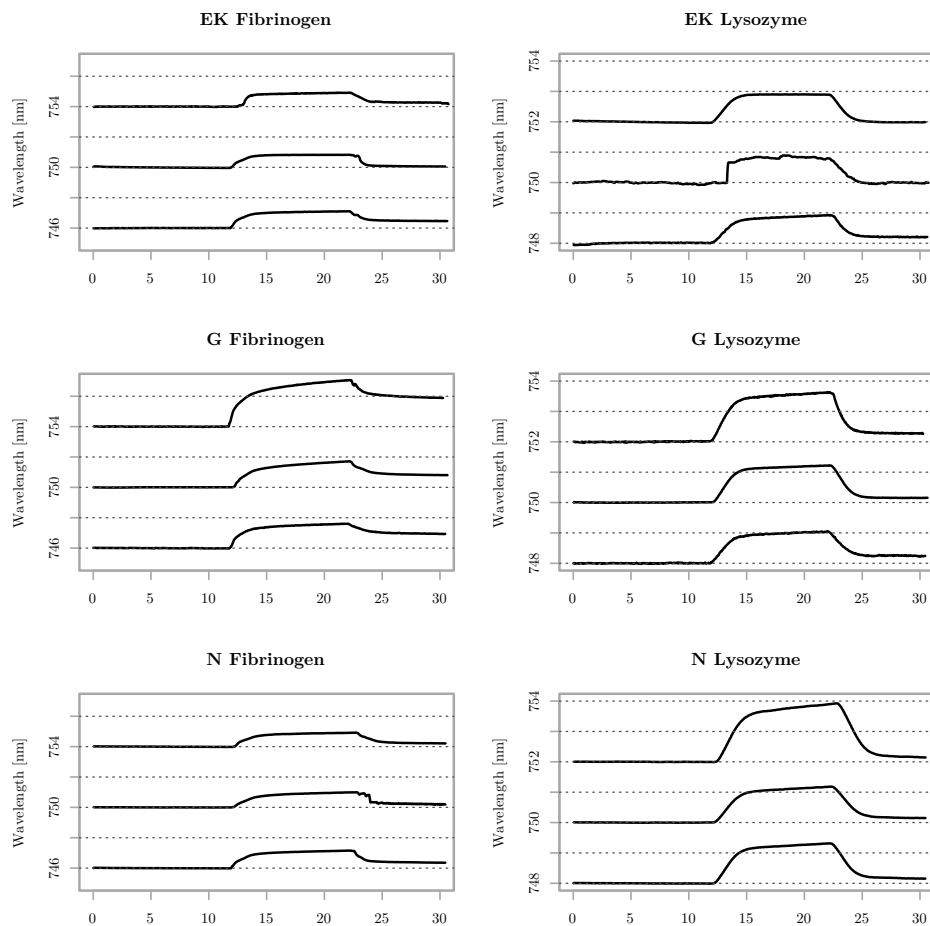 EK Fibrinogen
Wavelength [nm]
754
750
746
0 5 10 15 20 25 30
EK Lysozyme
Wavelength [nm]
754
752
750
748
0 5 10 15 20 25 30
G Fibrinogen
Wavelength [nm]
754
750
746
0 5 10 15 20 25 30
G Lysozyme
Wavelength [nm]
754
752
750
748
0 5 10 15 20 25 30
N Fibrinogen
Wavelength [nm]
754
750
746
0 5 10 15 20 25 30
N Lysozyme
Wavelength [nm]
754
752
750
748
0 5 10 15 20 25 30